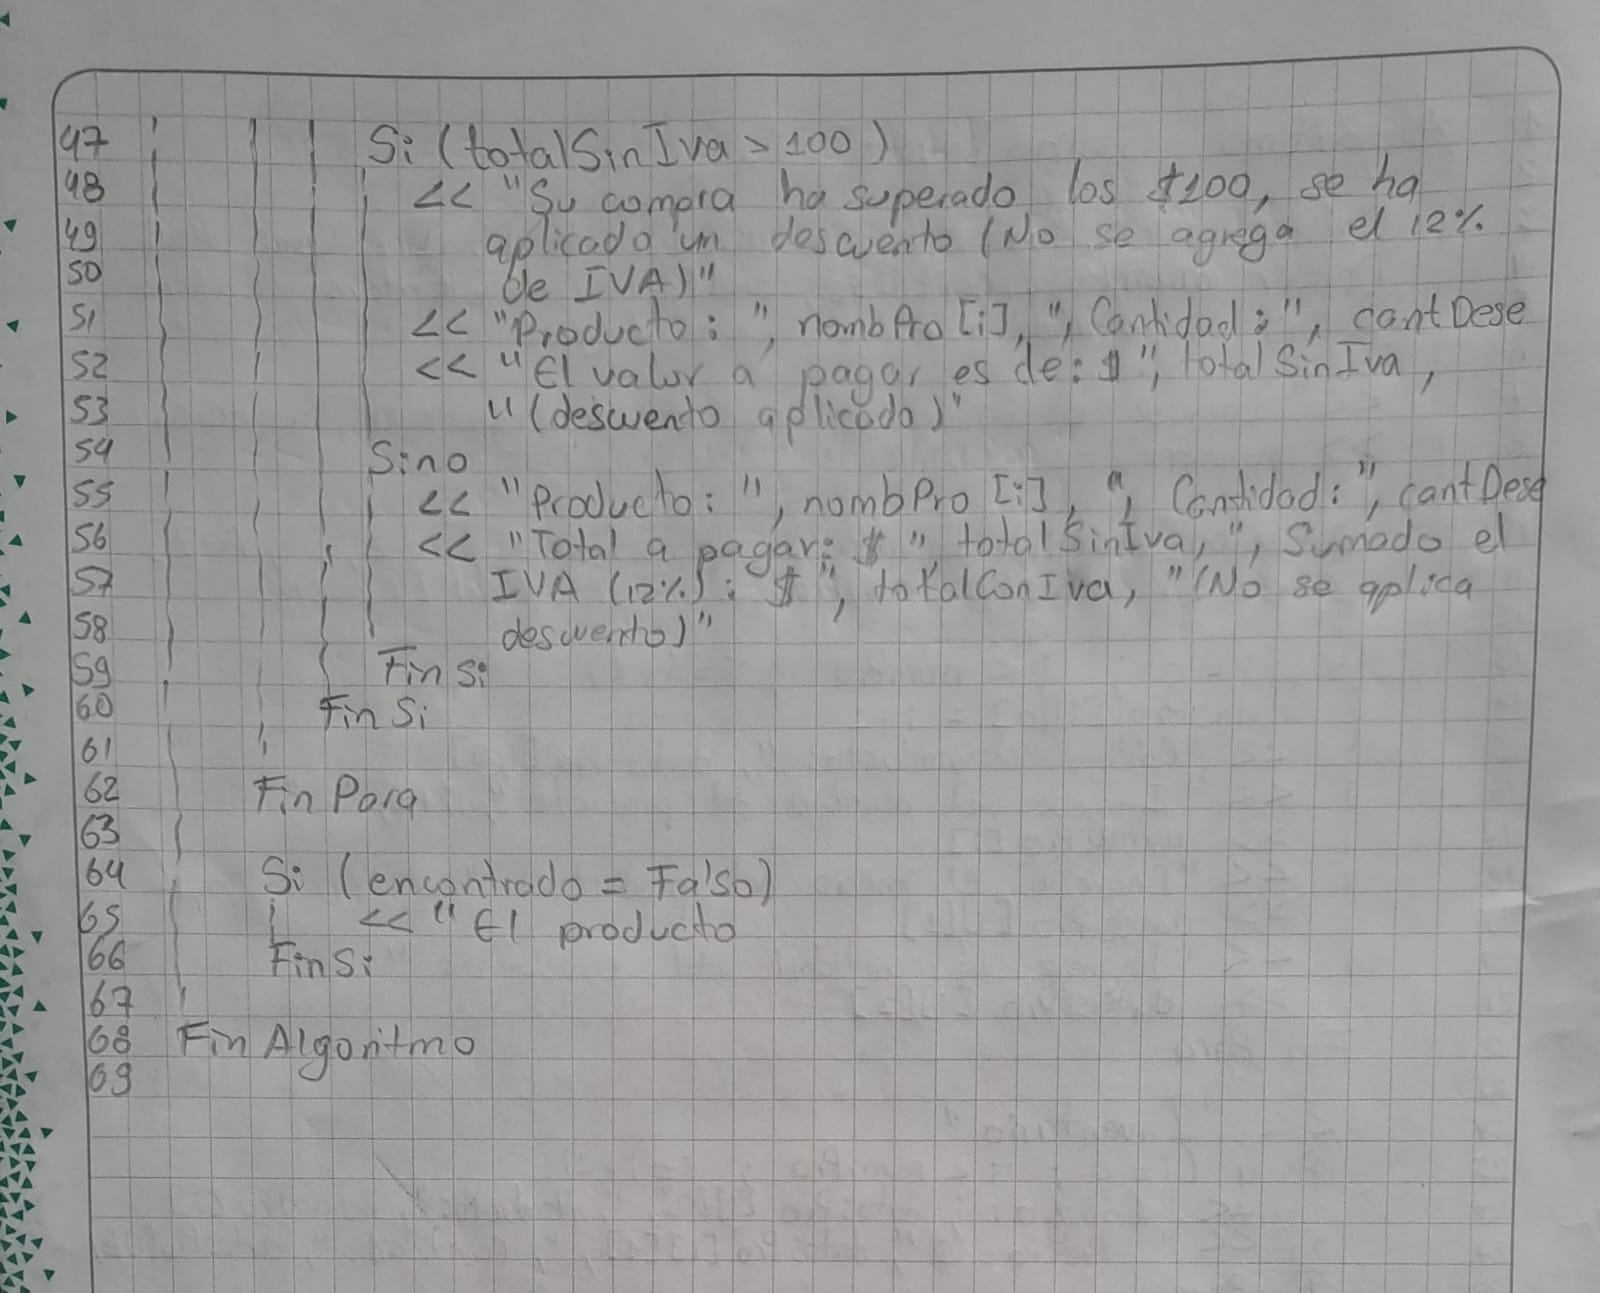 47 Si (totalSinIva > 100)
48 << "Su compra ha superado los $100, se ha
49 aplicado un descuento (No se agrega el 12%
50 de IVA)"
51 << "Producto: ", nombPro [i], ", Cantidad: ", cantDese
52 << "El valor a pagar es de: $ ", totalSinIva,
53 " (descuento aplicado)"
54 Sino
55 << "Producto: ", nombPro [i], ", Cantidad: ", cantDese
56 << "Total a pagar: $ ", totalSinIva, ", Sumado el
57 IVA (12%): $ ", totalConIva, "(No se aplica
58 descuento)"
59 Fin Si
60 Fin Si
61
62 Fin Para
63
64 Si (encontrado = Falso)
65 << "El producto
66 Fin Si
67
68 Fin Algoritmo
69